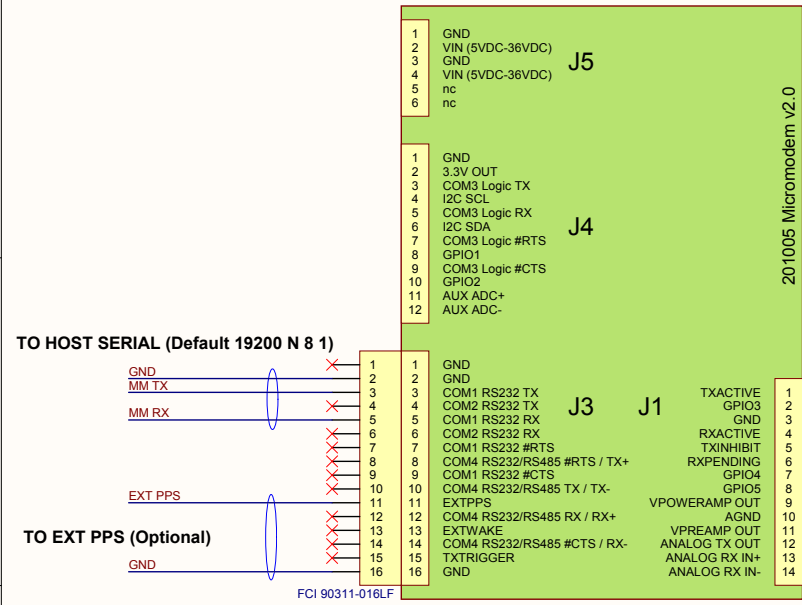 1 GND
2 VIN (5VDC-36VDC)
3 GND
4 VIN (5VDC-36VDC)
5 nc
6 nc
J5
201005 Micromodem v2.0
1 GND
2 3.3V OUT
3 COM3 Logic TX
4 I2C SCL
5 COM3 Logic RX
6 I2C SDA
7 COM3 Logic #RTS
8 GPIO1
9 COM3 Logic #CTS
10 GPIO2
11 AUX ADC+
12 AUX ADC-
J4
TO HOST SERIAL (Default 19200 N 8 1)
1 1 GND
GND 2 2 GND
MM TX 3 3 COM1 RS232 TX
4 4 COM2 RS232 TX
MM RX 5 5 COM1 RS232 RX
6 6 COM2 RS232 RX
7 7 COM1 RS232 #RTS
8 8 COM4 RS232/RS485 #RTS / TX+
9 9 COM1 RS232 #CTS
10 10 COM4 RS232/RS485 TX / TX-
EXT PPS 11 11 EXTPPS
12 12 COM4 RS232/RS485 RX / RX+
13 13 EXTWAKE
TO EXT PPS (Optional)
14 14 COM4 RS232/RS485 #CTS / RX-
15 15 TXTRIGGER
GND 16 16 GND
FCI 90311-016LF
J3
J1
TXACTIVE 1
GPIO3 2
GND 3
RXACTIVE 4
TXINHIBIT 5
RXPENDING 6
GPIO4 7
GPIO5 8
VPOWERAMP OUT 9
AGND 10
VPREAMP OUT 11
ANALOG TX OUT 12
ANALOG RX IN+ 13
ANALOG RX IN- 14